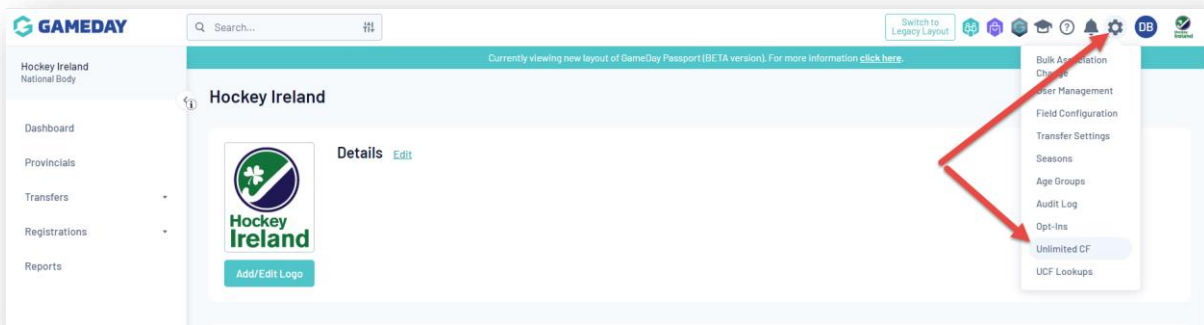 GAMEDAY
Search...
Switch to
Legacy Layout
DB
Hockey Ireland
National Body
Currently viewing new layout of GameDay Passport (BETA version). For more information click here.
Hockey Ireland
Dashboard
Provincials
Transfers
Registrations
Reports
Details Edit
Hockey
Ireland
Add/Edit Logo
Bulk Association
Change
User Management
Field Configuration
Transfer Settings
Seasons
Age Groups
Audit Log
Opt-Ins
Unlimited CF
UCF Lookups